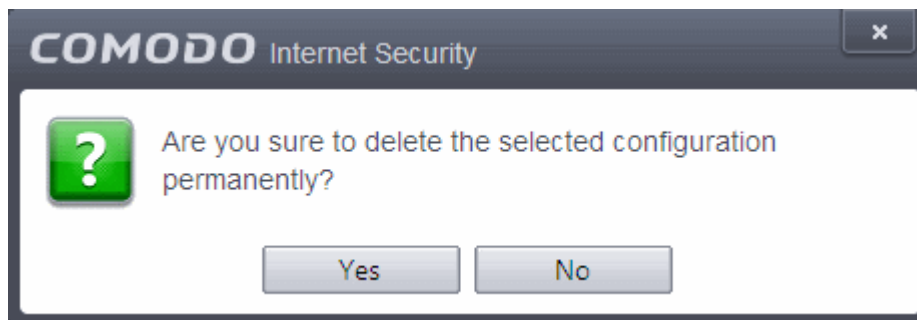 COMODO Internet Security
Are you sure to delete the selected configuration
permanently?
Yes No